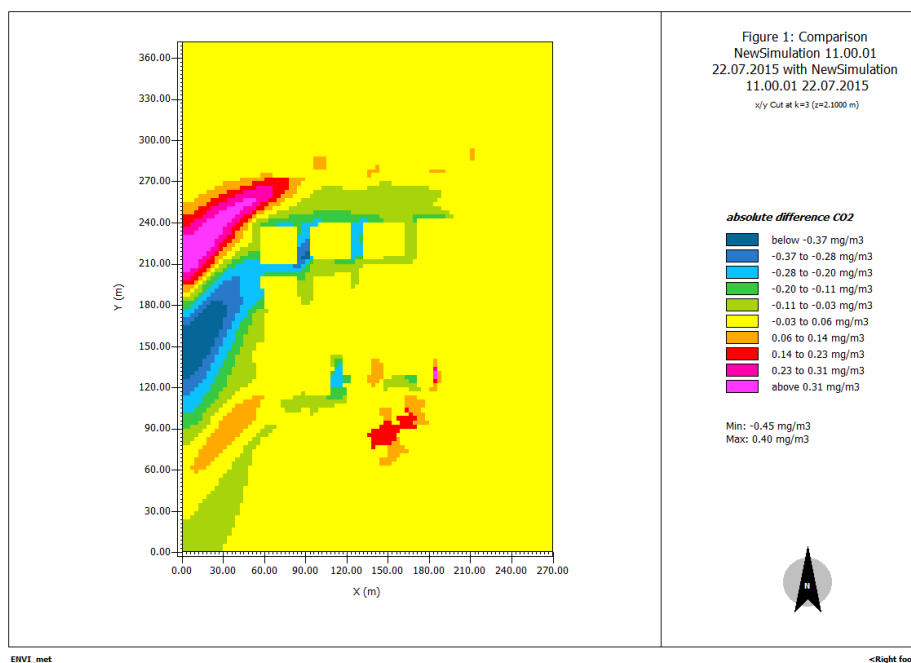 Figure 1: Comparison
NewSimulation 11.00.01
22.07.2015 with NewSimulation
11.00.01 22.07.2015
x/y Cut at k=3 (z=2.1000 m)
360.00
330.00
300.00
270.00
240.00
210.00
180.00
150.00
120.00
90.00
60.00
30.00
0.00
Y (m)
0.00 30.00 60.00 90.00 120.00 150.00 180.00 210.00 240.00 270.00
X (m)
absolute difference CO2
below -0.37 mg/m3
-0.37 to -0.28 mg/m3
-0.28 to -0.20 mg/m3
-0.20 to -0.11 mg/m3
-0.11 to -0.03 mg/m3
-0.03 to 0.06 mg/m3
0.06 to 0.14 mg/m3
0.14 to 0.23 mg/m3
0.23 to 0.31 mg/m3
above 0.31 mg/m3
Min: -0.45 mg/m3
Max: 0.40 mg/m3
N
ENVI_met
<Right foo